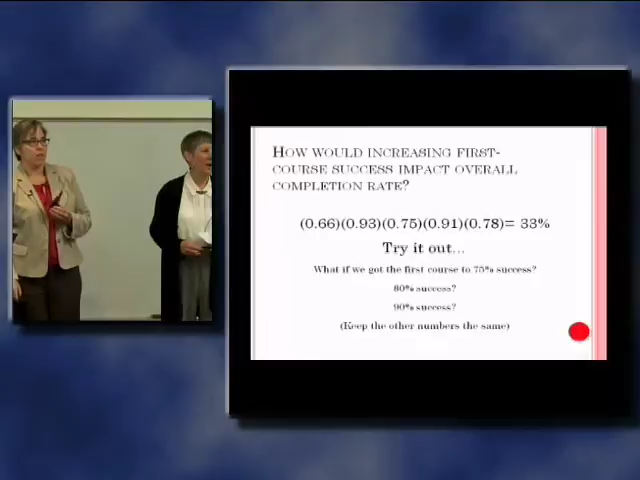 HOW WOULD INCREASING FIRST-
COURSE SUCCESS IMPACT OVERALL
COMPLETION RATE?
(0.66)(0.93)(0.75)(0.91)(0.78)= 33%
Try it out...
What if we got the first course to 75% success?
80% success?
90% success?
(Keep the other numbers the same)